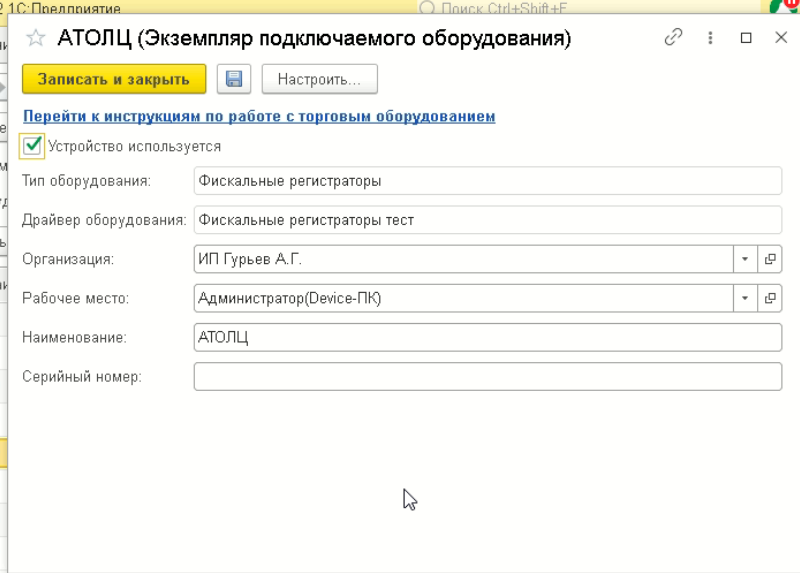 1С:Предприятие
Поиск Ctrl+Shift+F
АТОЛЦ (Экземпляр подключаемого оборудования)
Записать и закрыть
Настроить...
Перейти к инструкциям по работе с торговым оборудованием
Устройство используется
Тип оборудования: Фискальные регистраторы
Драйвер оборудования: Фискальные регистраторы тест
Организация: ИП Гурьев А.Г.
Рабочее место: Администратор(Device-ПК)
Наименование: АТОЛЦ
Серийный номер: